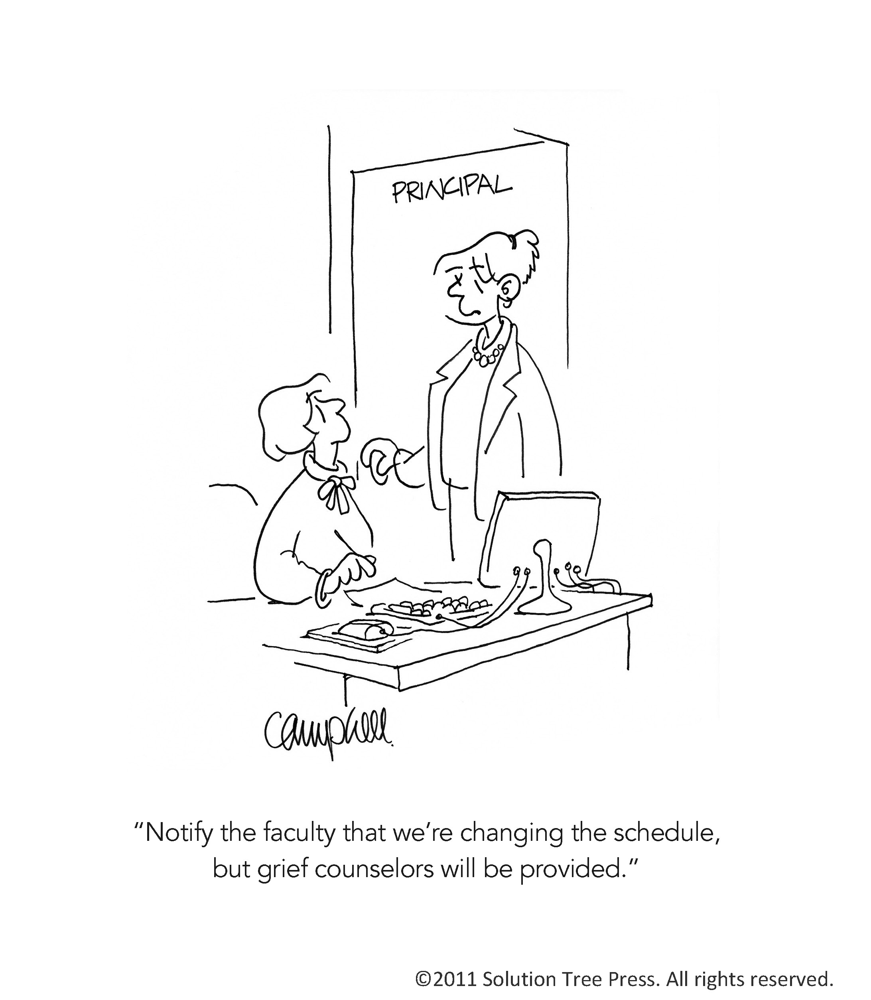 PRINCIPAL
Campbell.
“Notify the faculty that we’re changing the schedule,
but grief counselors will be provided.”
©2011 Solution Tree Press. All rights reserved.